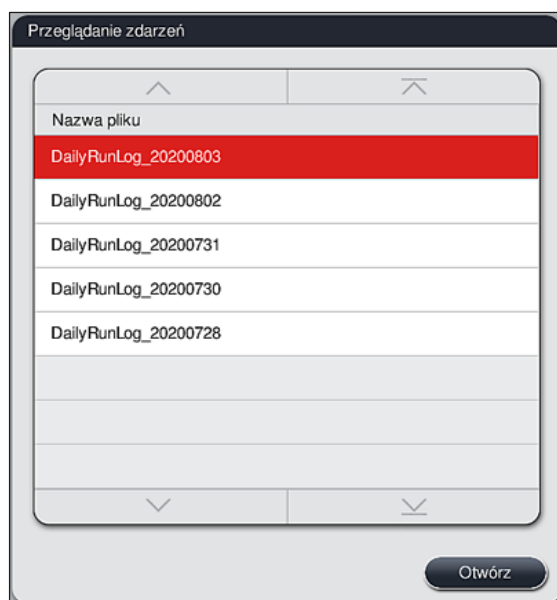 Przeglądanie zdarzeń
Nazwa pliku
DailyRunLog_20200803
DailyRunLog_20200802
DailyRunLog_20200731
DailyRunLog_20200730
DailyRunLog_20200728
Otwórz